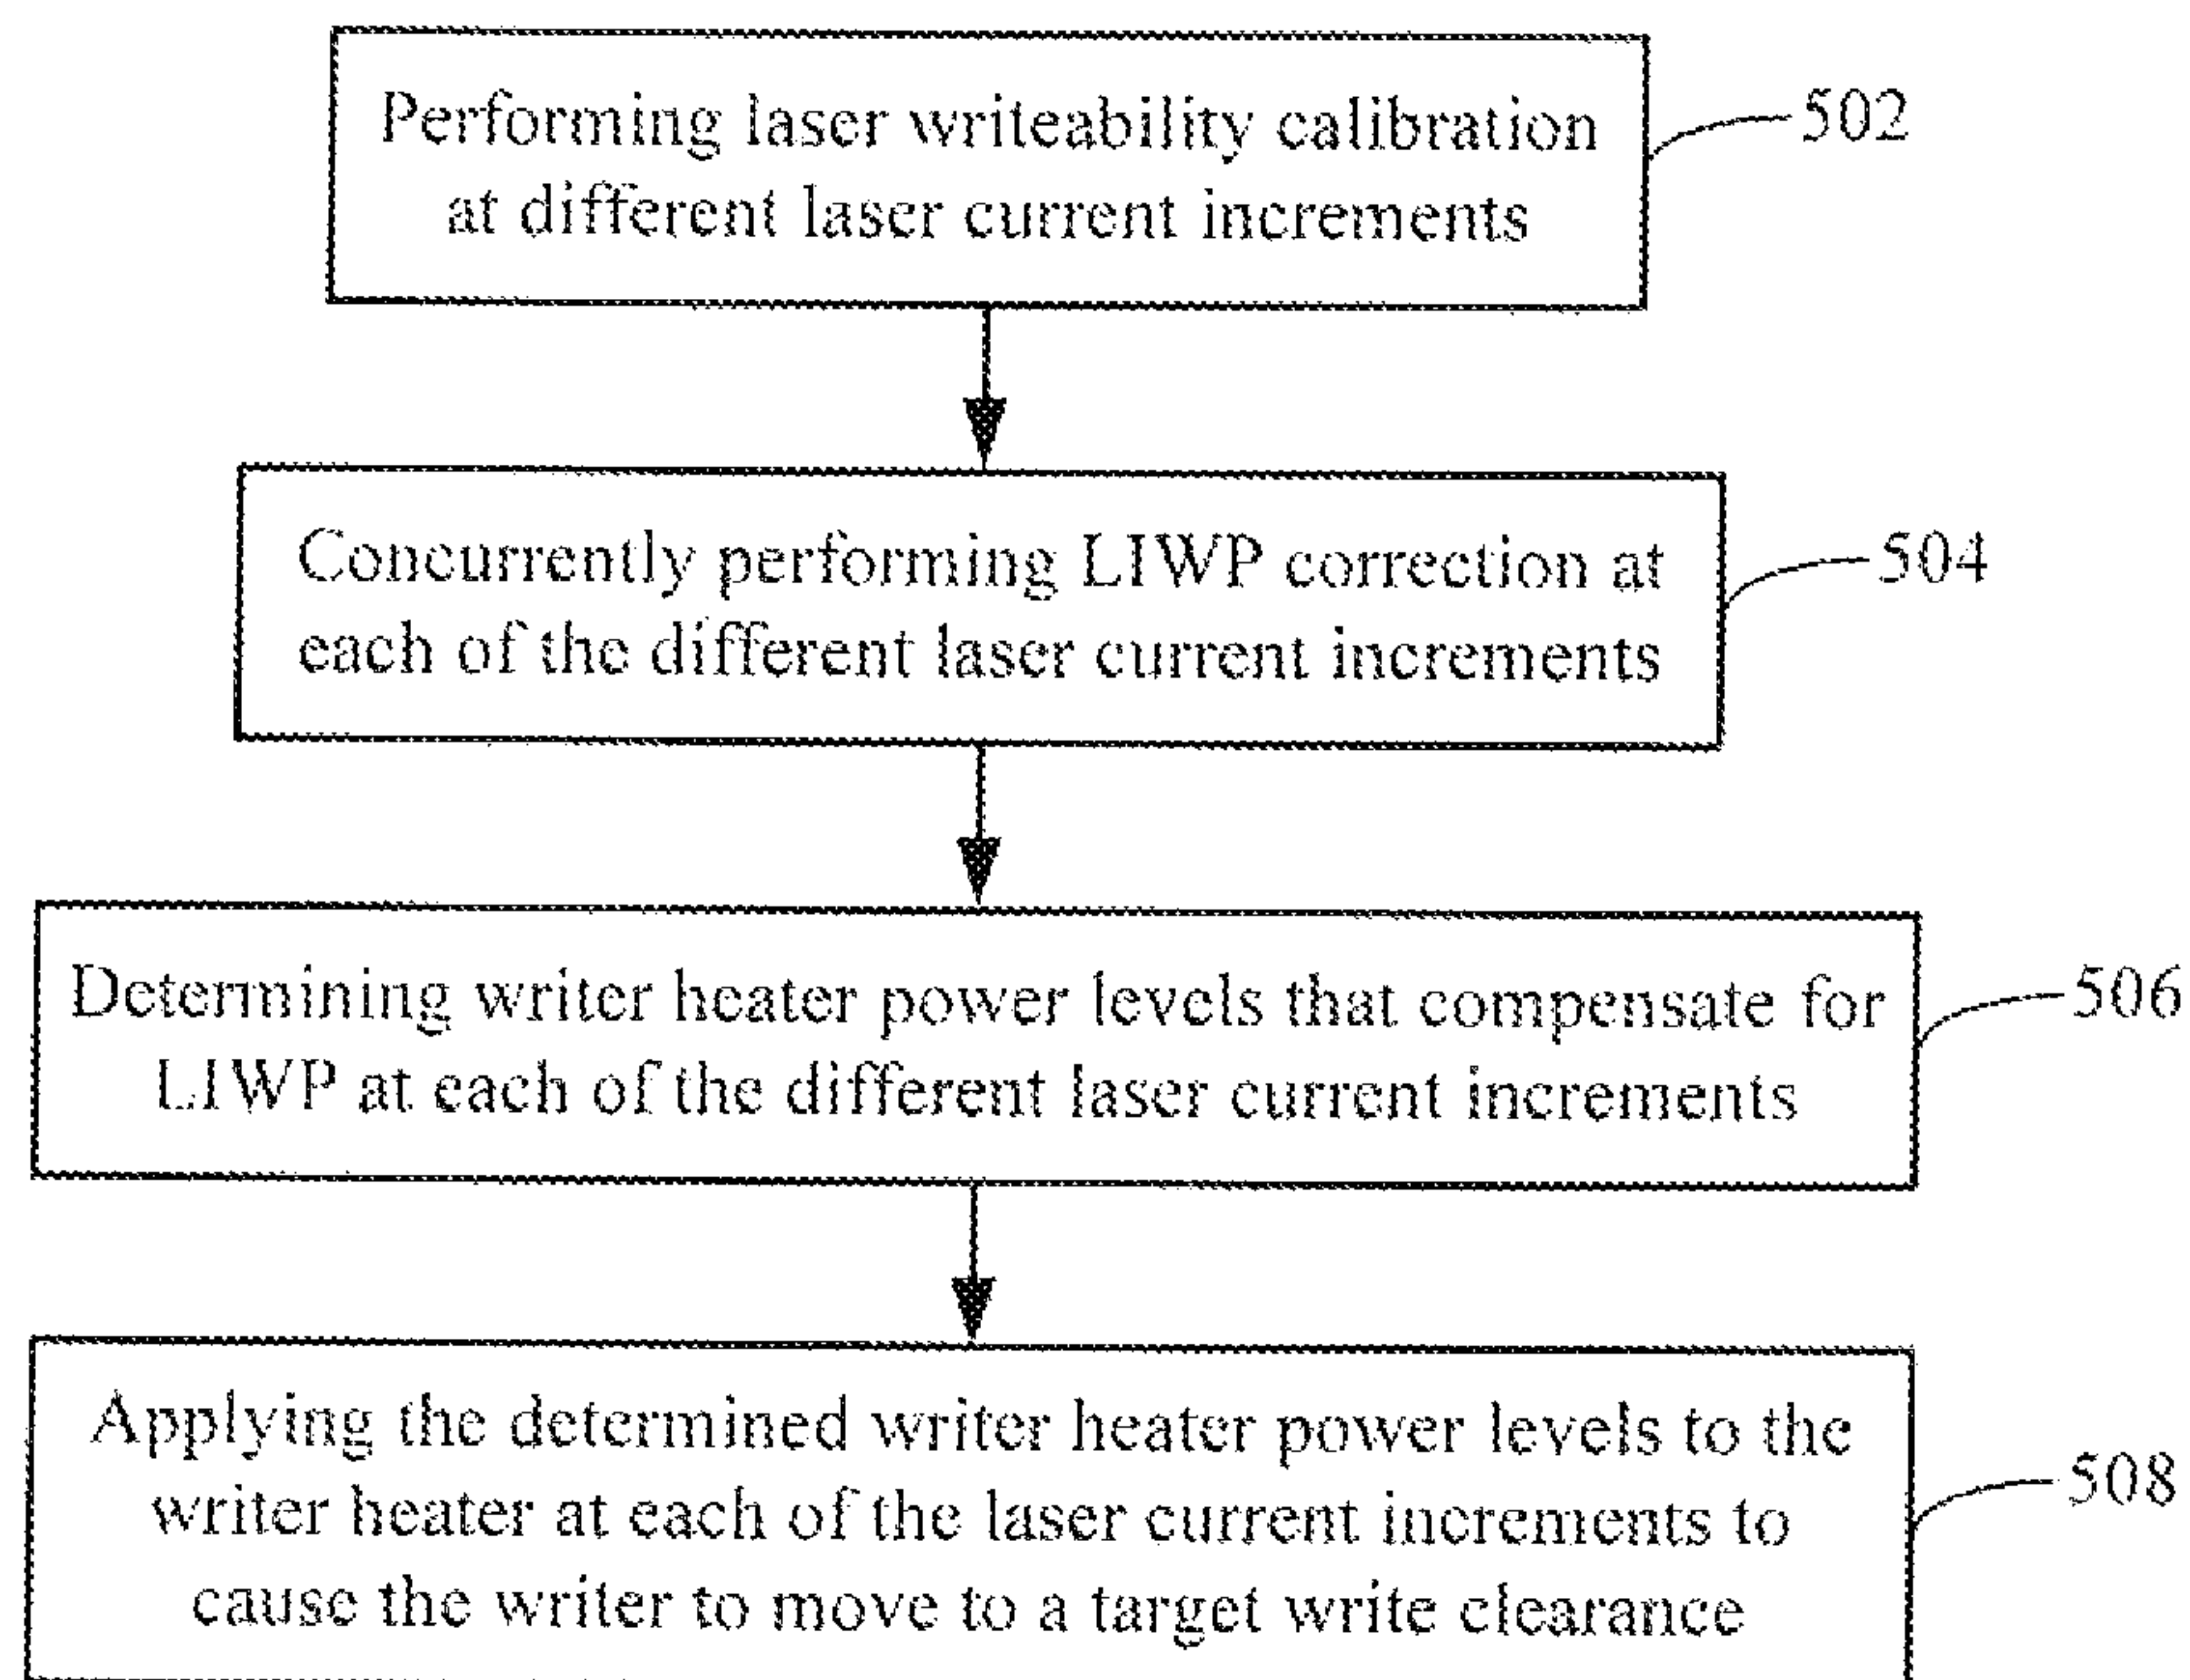 Performing laser writeability calibration
at different laser current increments
502
Concurrently performing LIWP correction at
each of the different laser current increments
504
Determining writer heater power levels that compensate for
LIWP at each of the different laser current increments
506
Applying the determined writer heater power levels to the
writer heater at each of the laser current increments to
cause the writer to move to a target write clearance
508